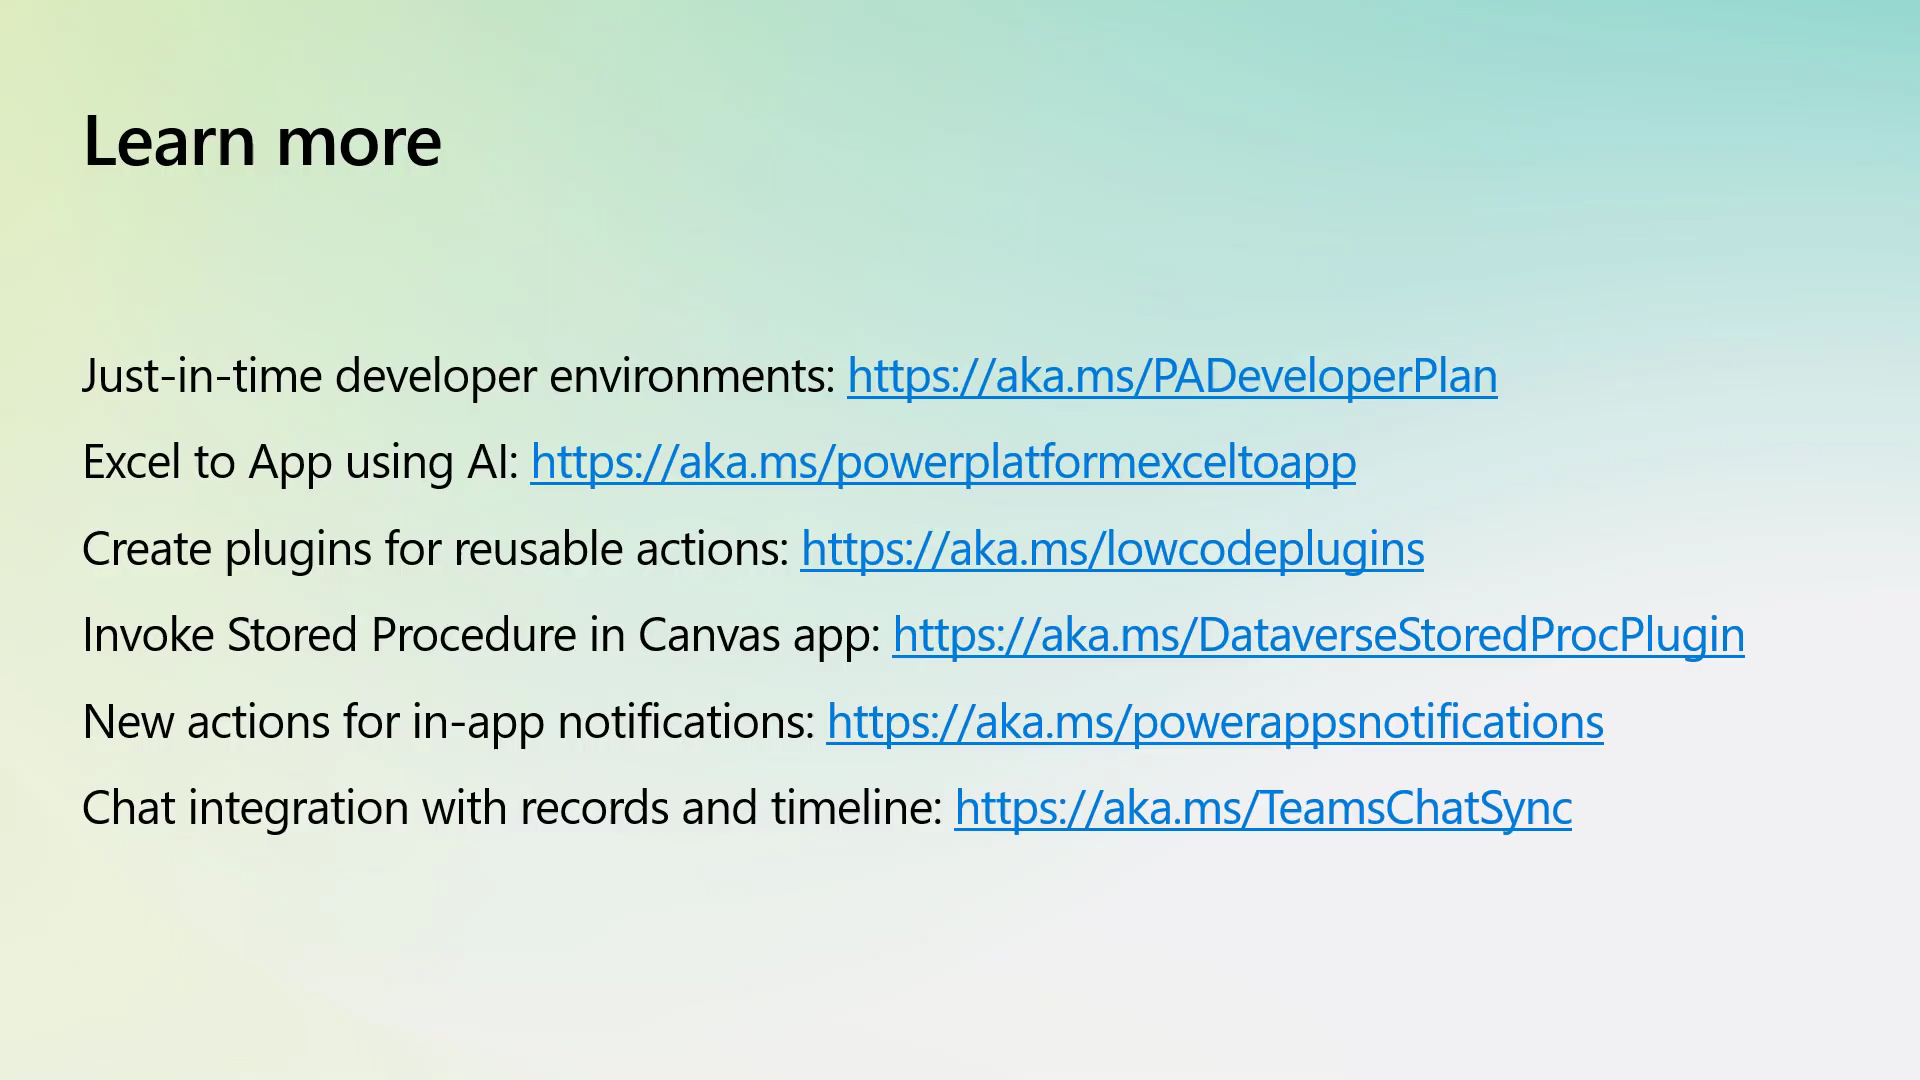 Learn more
Just-in-time developer environments: https://aka.ms/PADeveloperPlan
Excel to App using AI: https://aka.ms/powerplatformexceltoapp
Create plugins for reusable actions: https://aka.ms/lowcodeplugins
Invoke Stored Procedure in Canvas app: https://aka.ms/DataverseStoredProcPlugin
New actions for in-app notifications: https://aka.ms/powerappsnotifications
Chat integration with records and timeline: https://aka.ms/TeamsChatSync